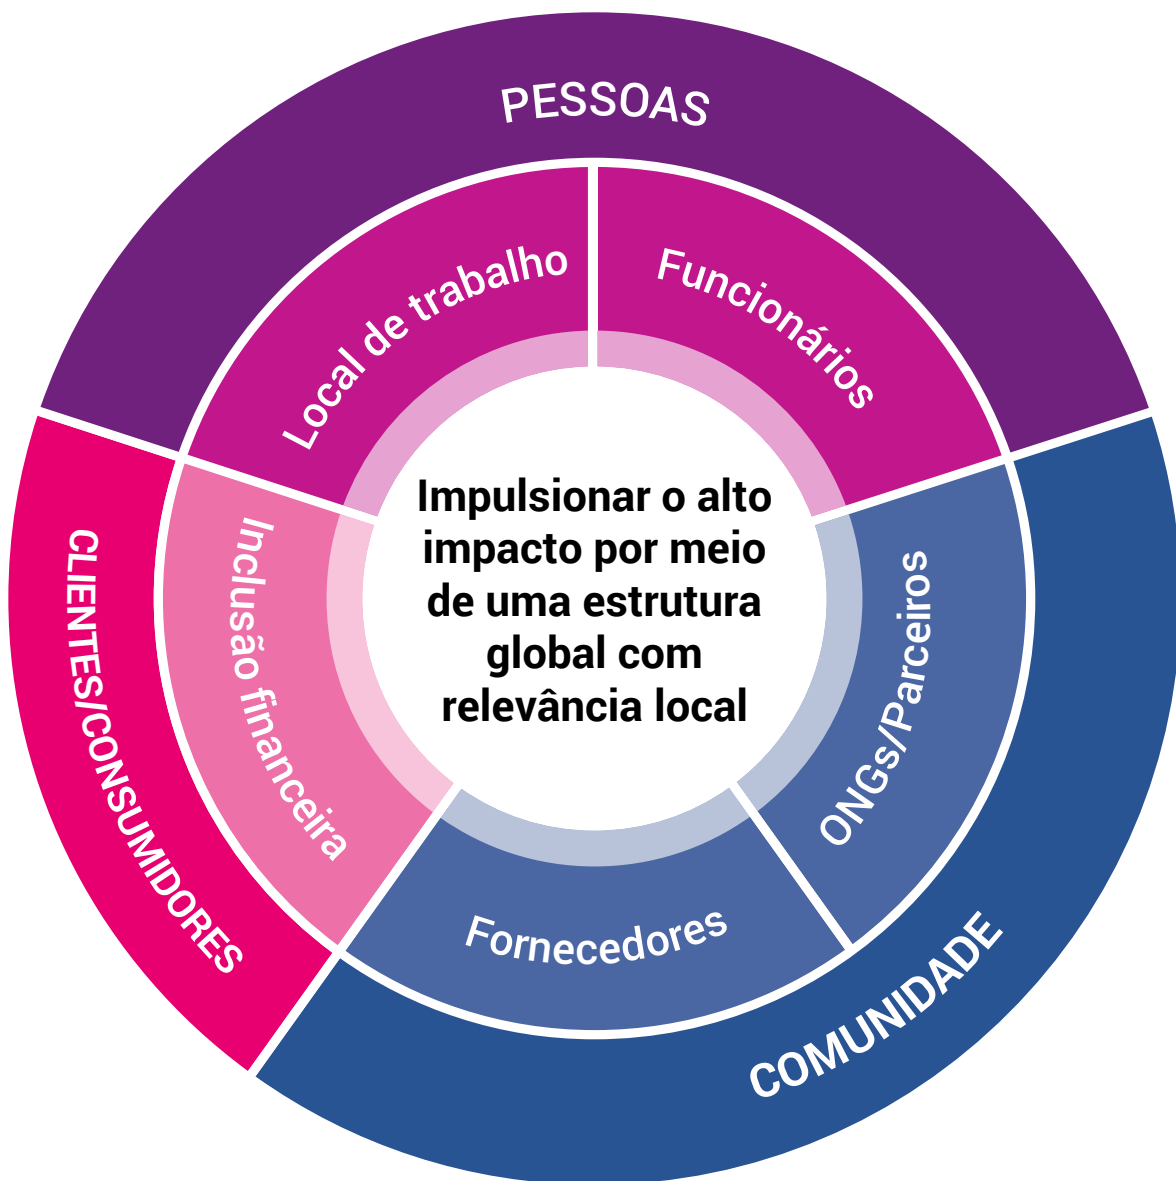 PESSOAS
Local de trabalho
Funcionários
Impulsionar o alto
impacto por meio
de uma estrutura
global com
relevância local
CLIENTES/CONSUMIDORES
Inclusão financeira
ONGs/Parceiros
Fornecedores
COMUNIDADE